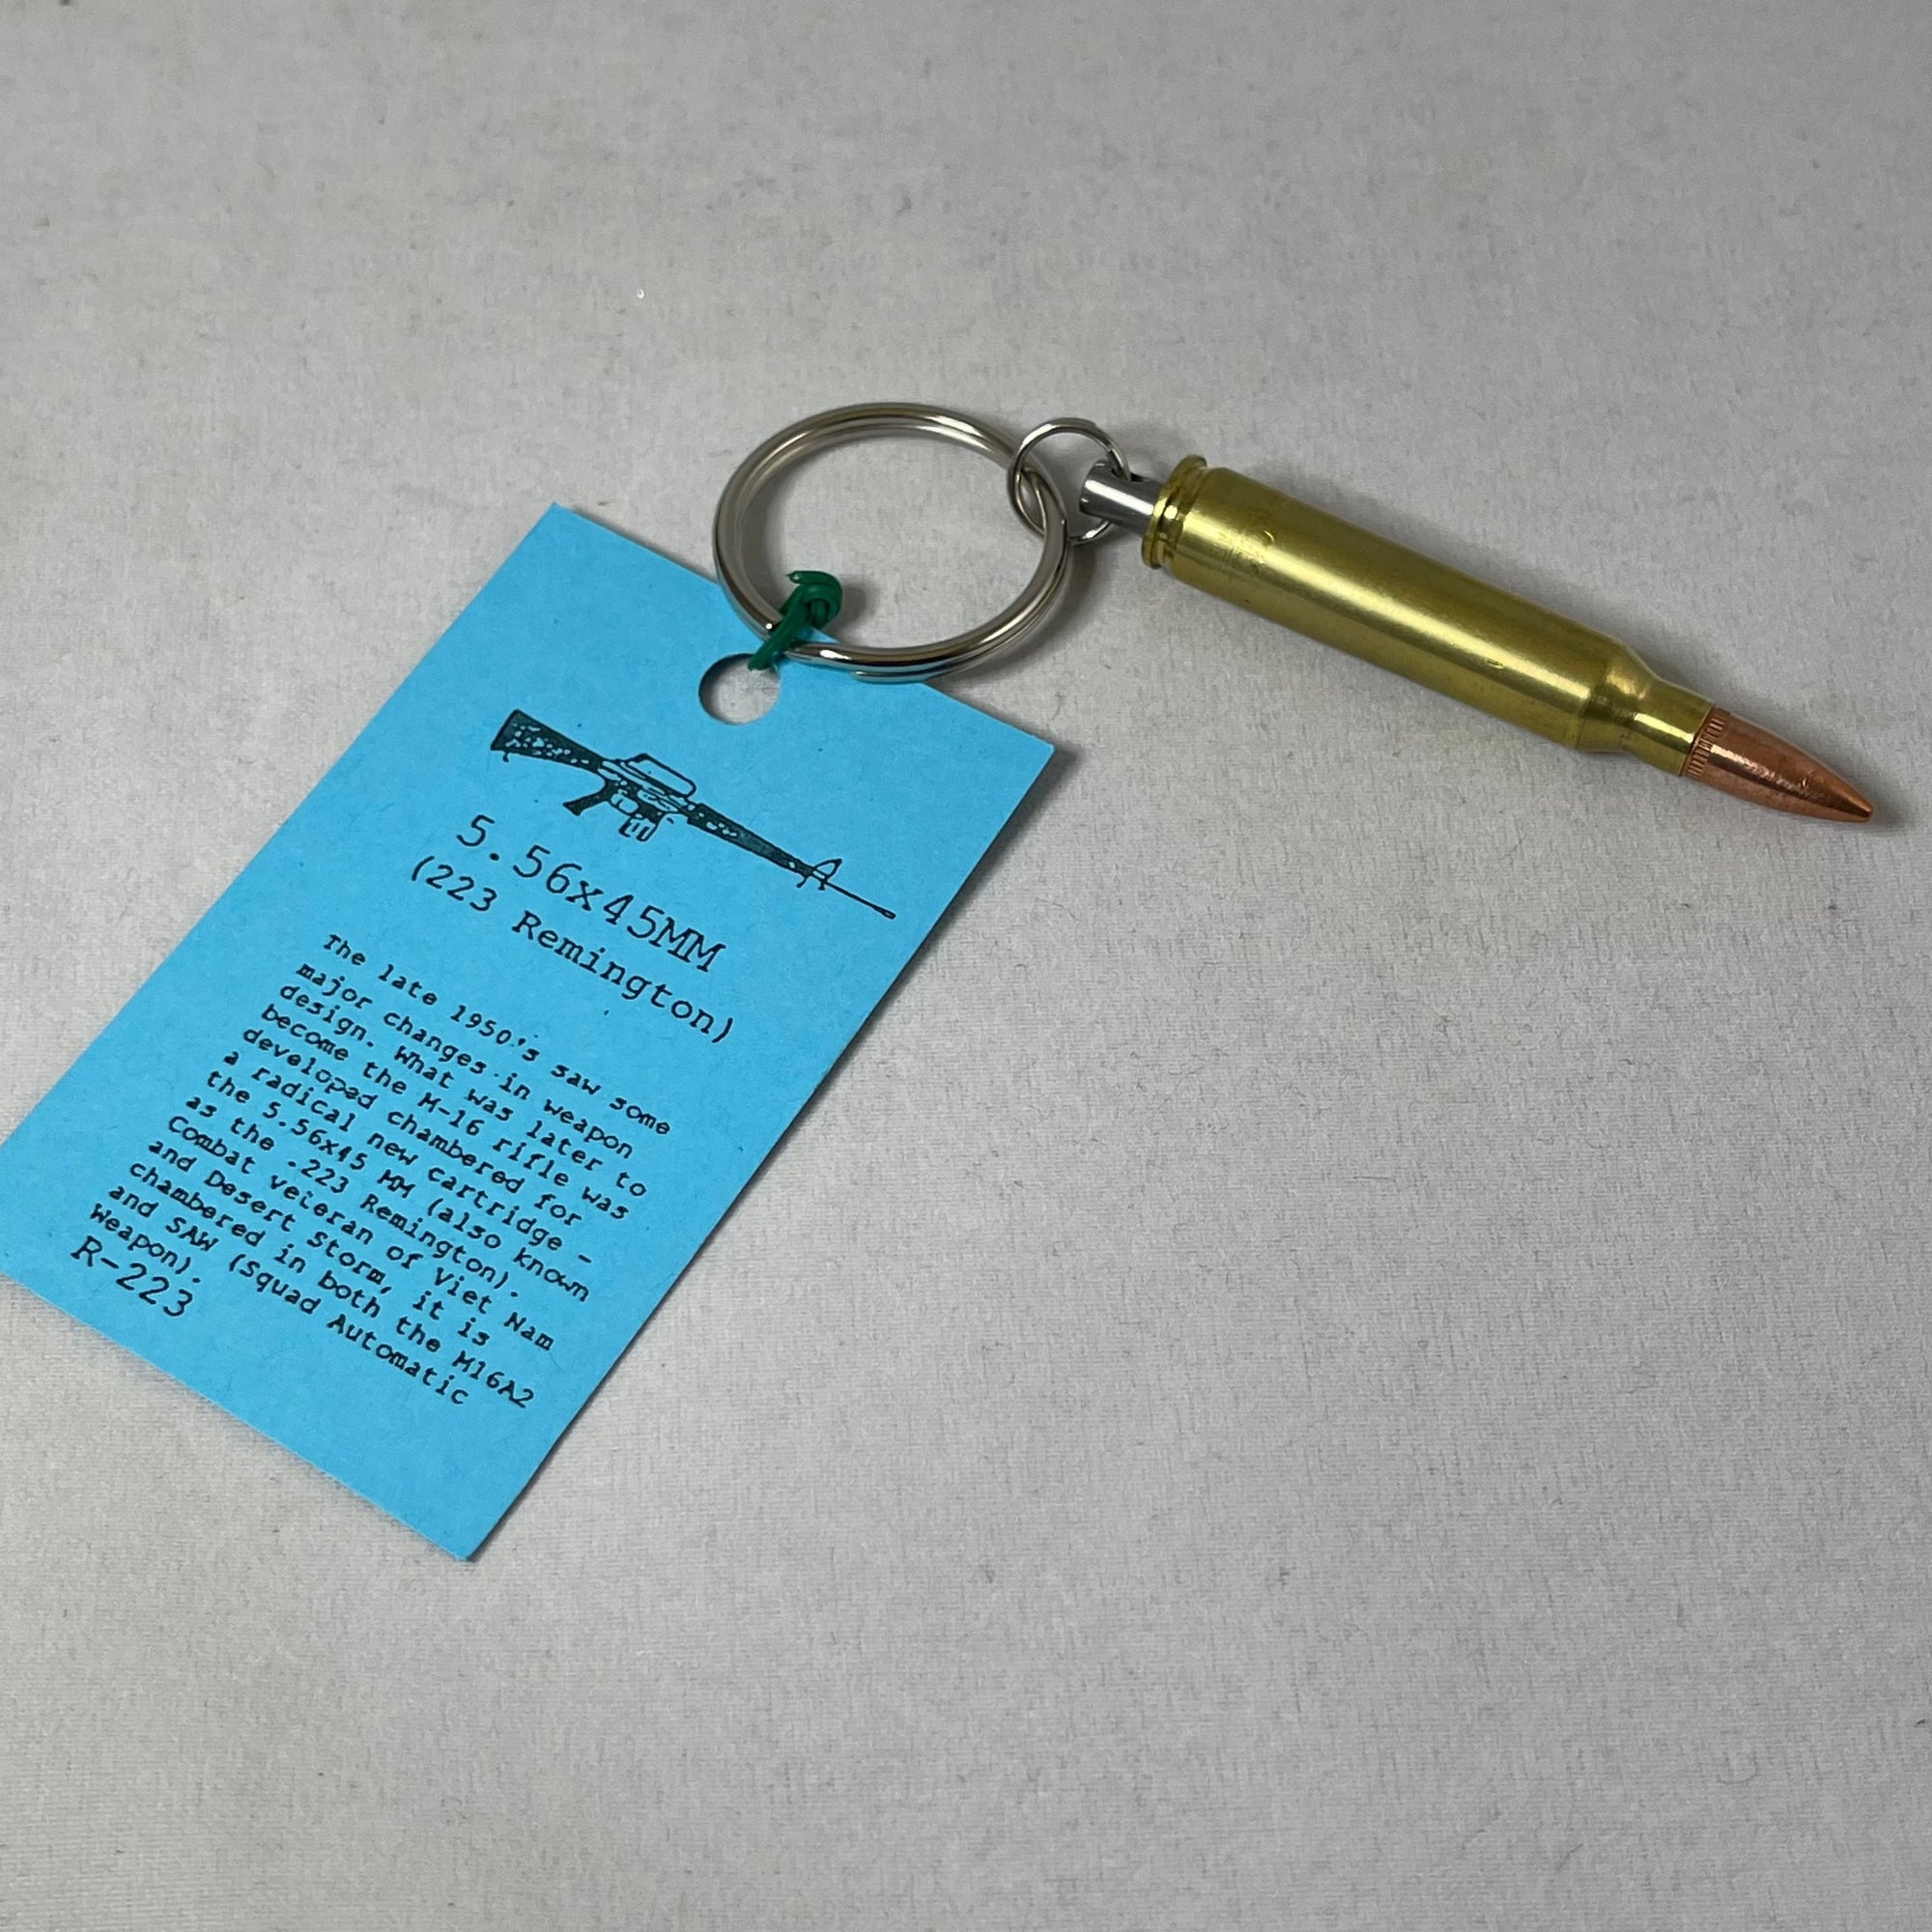 5.56x45MM
(223 Remington)
The late 1950's saw some
major changes in weapon
design. What was later to
become the M-16 rifle was
developed chambered for
a radical new cartridge -
the 5.56x45 MM (also known
as the .223 Remington).
Combat veteran of Viet Nam
and Desert Storm, it is
chambered in both the M16A2
and SAW (Squad Automatic
Weapon).
R-223